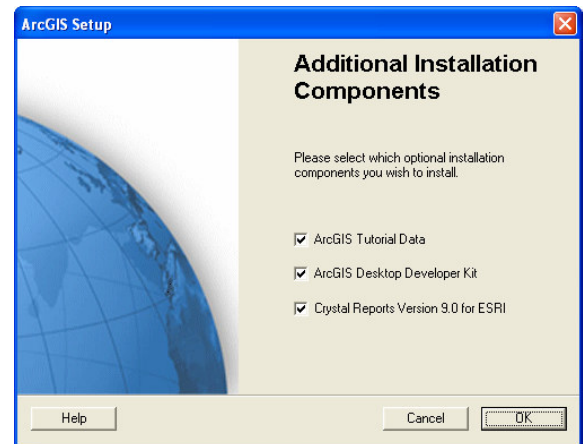 ArcGIS Setup
Additional Installation
Components
Please select which optional installation
components you wish to install.
ArcGIS Tutorial Data
ArcGIS Desktop Developer Kit
Crystal Reports Version 9.0 for ESRI
Help
Cancel
OK